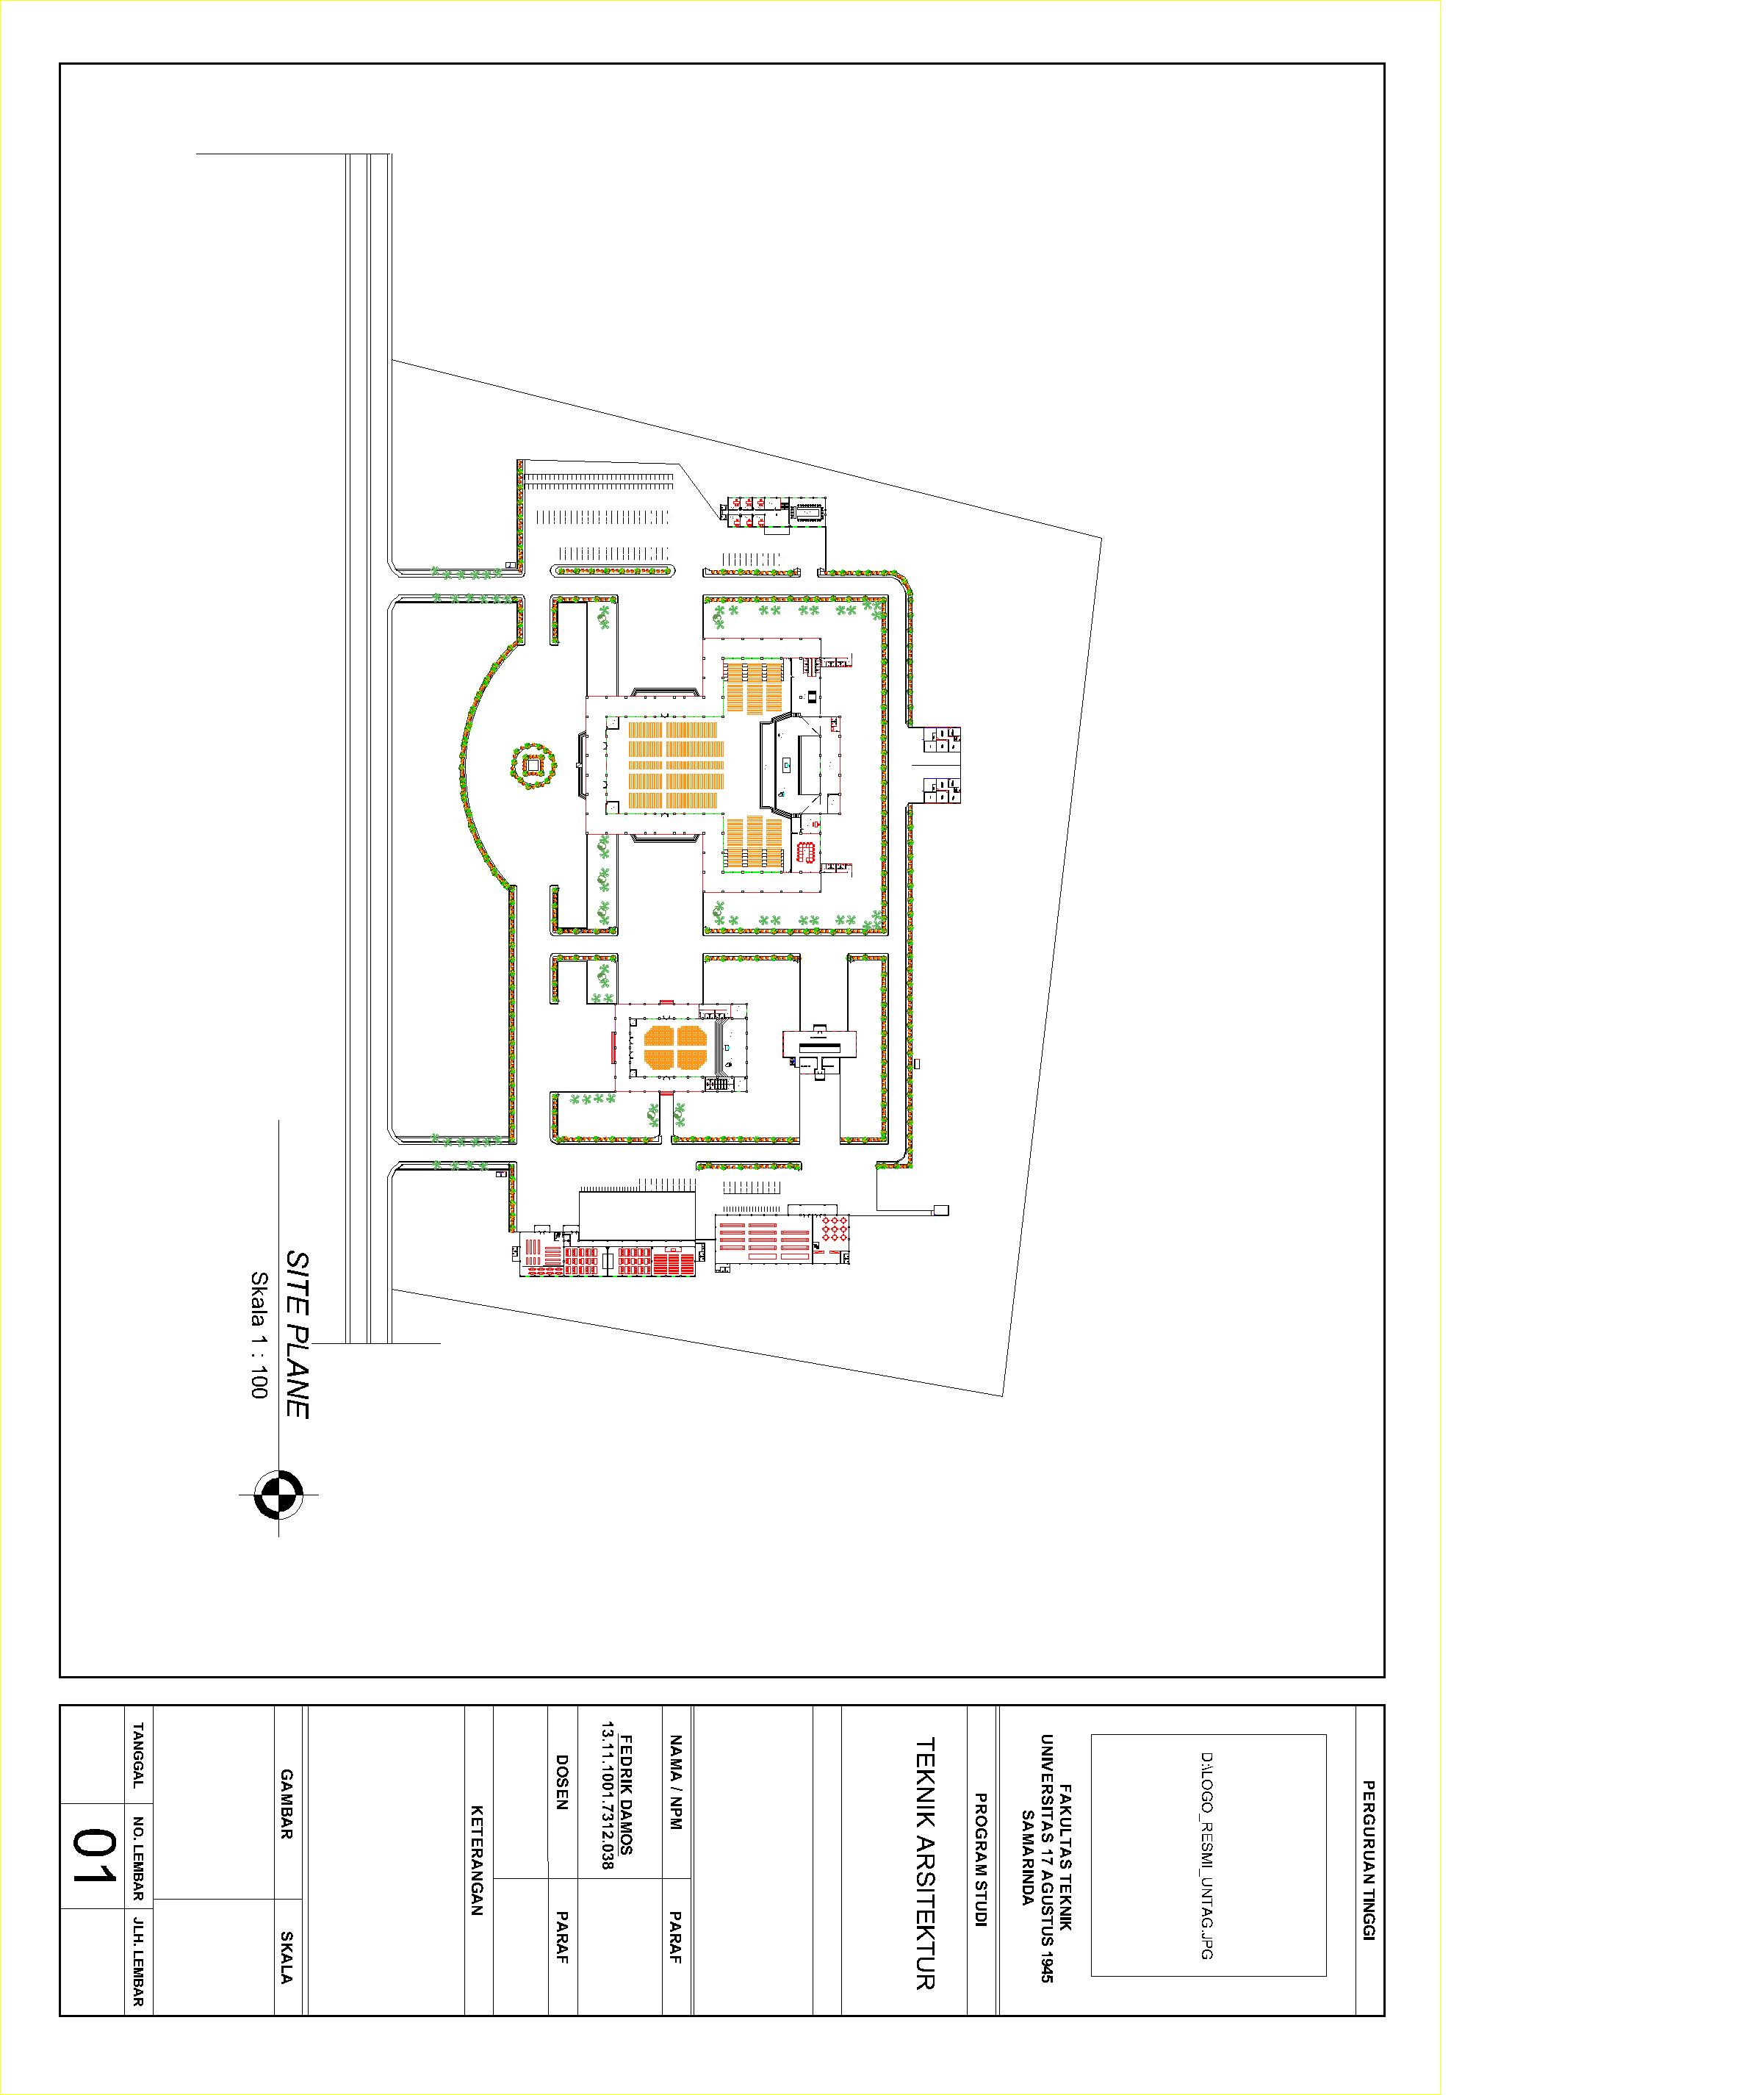 SITE PLANE
Skala 1 : 100
PERGURUAN TINGGI
D:\LOGO_RESMI_UNTAG.JPG
FAKULTAS TEKNIK
UNIVERSITAS 17 AGUSTUS 1945
SAMARINDA
PROGRAM STUDI
TEKNIK ARSITEKTUR
NAMA / NPM
PARAF
FEDRIK DAMOS
13.11.1001.7312.038
DOSEN
PARAF
KETERANGAN
GAMBAR
SKALA
TANGGAL
NO. LEMBAR
JLH. LEMBAR
01